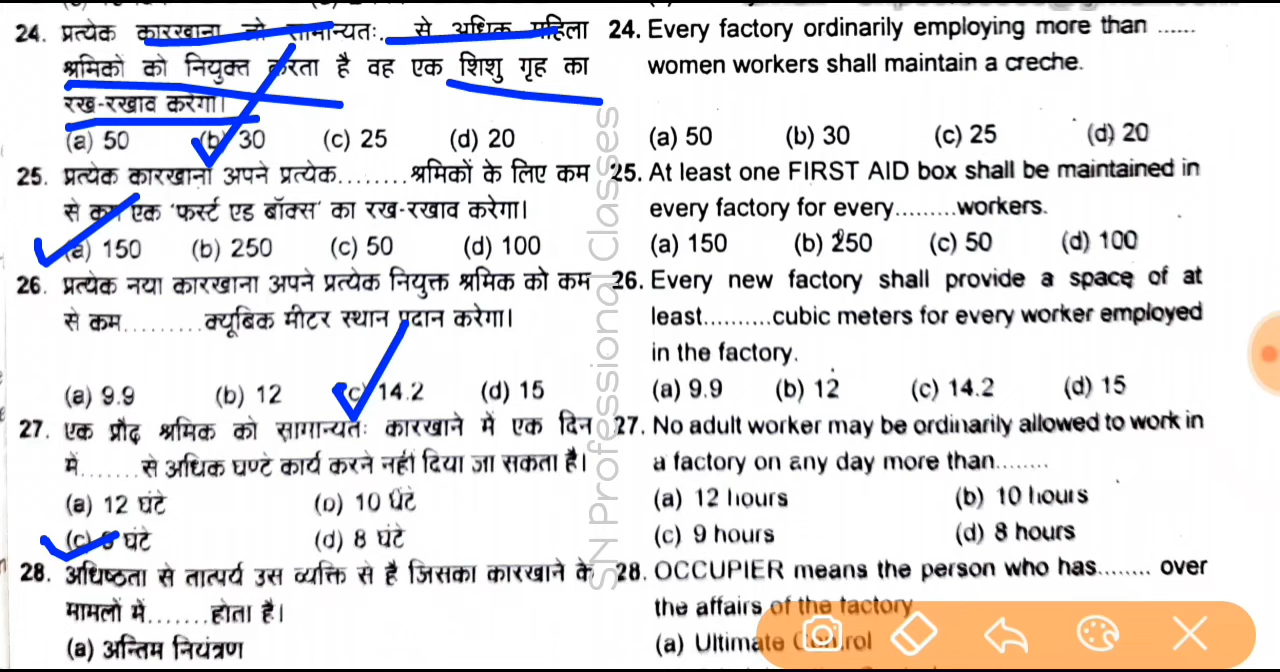 24. प्रत्येक कारखाना जो सामान्यतः.... से अधिक महिला
श्रमिकों को नियुक्त करता है वह एक शिशु गृह का
रख-रखाव करेगा।
(a) 50 (b) 30 (c) 25 (d) 20
25. प्रत्येक कारखाना अपने प्रत्येक........श्रमिकों के लिए कम
से कम एक 'फर्स्ट एड बॉक्स' का रख-रखाव करेगा।
(a) 150 (b) 250 (c) 50 (d) 100
26. प्रत्येक नया कारखाना अपने प्रत्येक नियुक्त श्रमिक को कम
से कम.........क्यूबिक मीटर स्थान प्रदान करेगा।
(a) 9.9 (b) 12 (c) 14.2 (d) 15
27. एक प्रौढ़ श्रमिक को सामान्यतः कारखाने में एक दिन
में.......से अधिक घण्टे कार्य करने नहीं दिया जा सकता है।
(a) 12 घंटे (b) 10 घंटे
(c) 9 घंटे (d) 8 घंटे
28. अधिष्ठता से तात्पर्य उस व्यक्ति से है जिसका कारखाने के
मामलों में.......होता है।
(a) अन्तिम नियंत्रण
24. Every factory ordinarily employing more than ......
women workers shall maintain a creche.
(a) 50 (b) 30 (c) 25 (d) 20
25. At least one FIRST AID box shall be maintained in
every factory for every.........workers.
(a) 150 (b) 250 (c) 50 (d) 100
26. Every new factory shall provide a space of at
least..........cubic meters for every worker employed
in the factory.
(a) 9.9 (b) 12 (c) 14.2 (d) 15
27. No adult worker may be ordinarily allowed to work in
a factory on any day more than........
(a) 12 hours (b) 10 hours
(c) 9 hours (d) 8 hours
28. OCCUPIER means the person who has........ over
the affairs of the factory
(a) Ultimate Control
SN Professional Classes